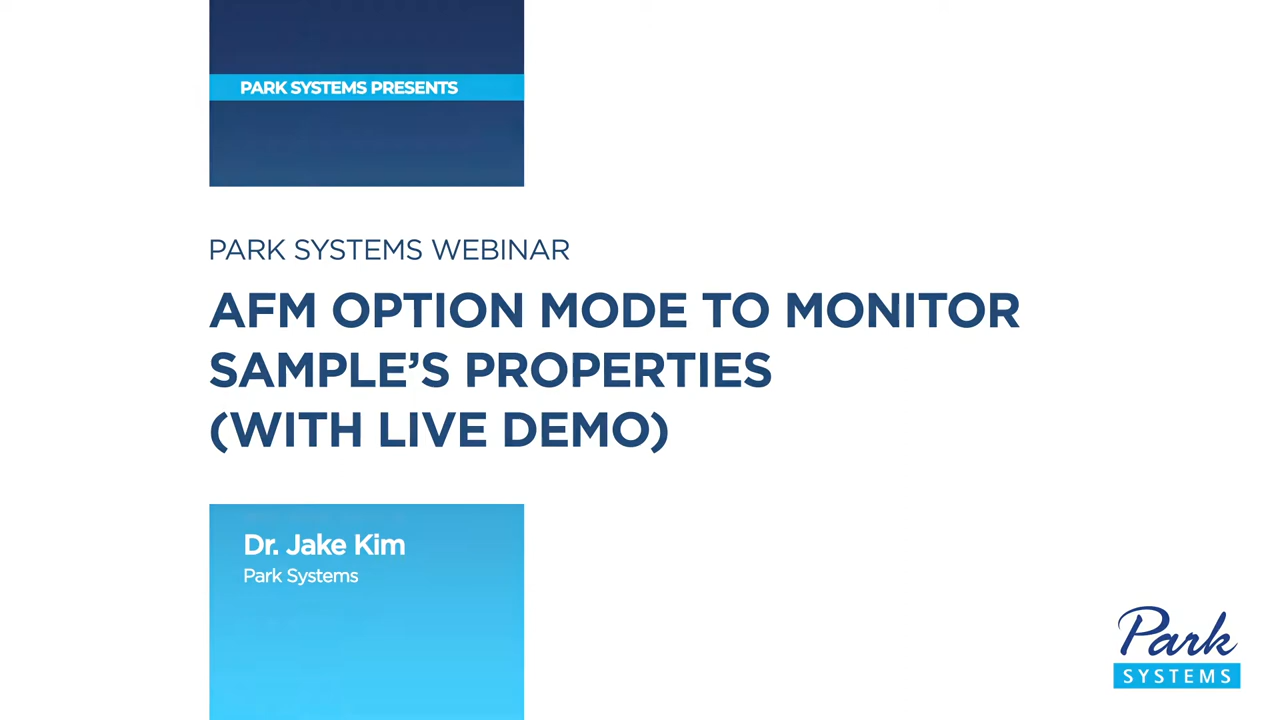 PARK SYSTEMS PRESENTS
PARK SYSTEMS WEBINAR
AFM OPTION MODE TO MONITOR
SAMPLE’S PROPERTIES
(WITH LIVE DEMO)
Dr. Jake Kim
Park Systems
Park
SYSTEMS